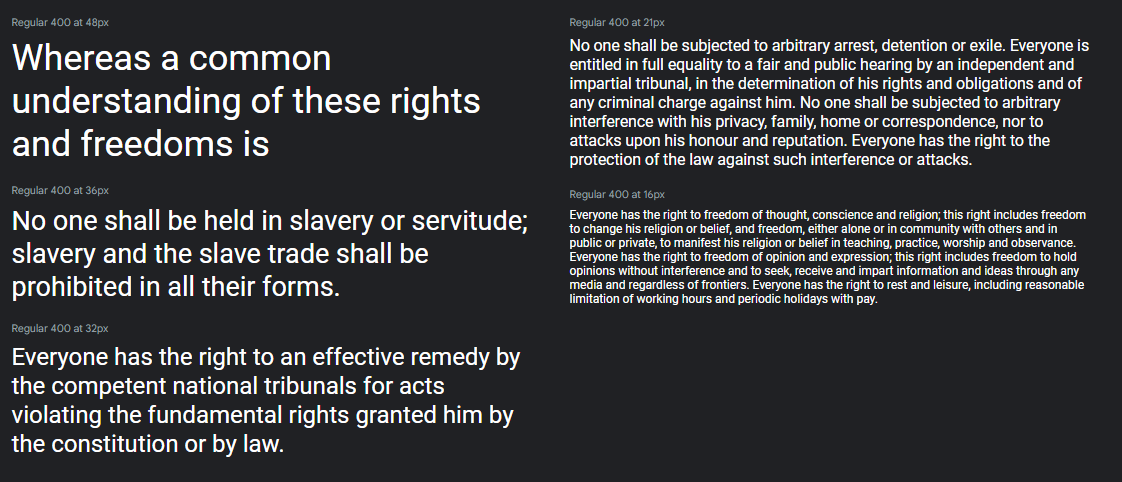 Regular 400 at 48px
Whereas a common
understanding of these rights
and freedoms is
Regular 400 at 36px
No one shall be held in slavery or servitude;
slavery and the slave trade shall be
prohibited in all their forms.
Regular 400 at 32px
Everyone has the right to an effective remedy by
the competent national tribunals for acts
violating the fundamental rights granted him by
the constitution or by law.
Regular 400 at 21px
No one shall be subjected to arbitrary arrest, detention or exile. Everyone is
entitled in full equality to a fair and public hearing by an independent and
impartial tribunal, in the determination of his rights and obligations and of
any criminal charge against him. No one shall be subjected to arbitrary
interference with his privacy, family, home or correspondence, nor to
attacks upon his honour and reputation. Everyone has the right to the
protection of the law against such interference or attacks.
Regular 400 at 16px
Everyone has the right to freedom of thought, conscience and religion; this right includes freedom
to change his religion or belief, and freedom, either alone or in community with others and in
public or private, to manifest his religion or belief in teaching, practice, worship and observance.
Everyone has the right to freedom of opinion and expression; this right includes freedom to hold
opinions without interference and to seek, receive and impart information and ideas through any
media and regardless of frontiers. Everyone has the right to rest and leisure, including reasonable
limitation of working hours and periodic holidays with pay.